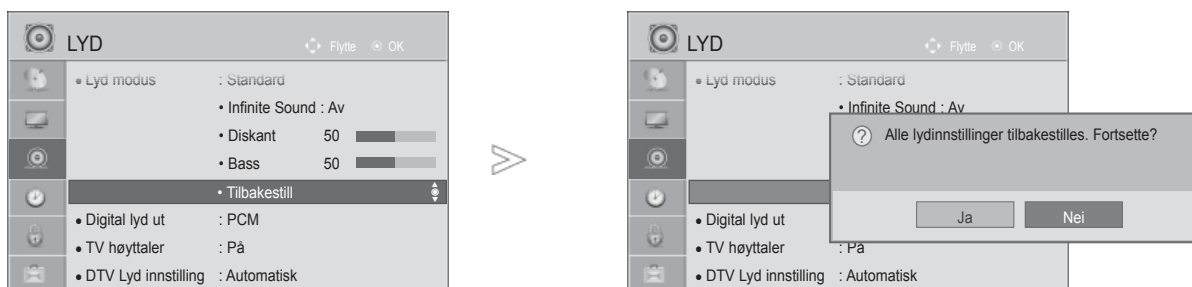 LYD
Flytte
OK
• Lyd modus : Standard
• Infinite Sound : Av
• Diskant 50
• Bass 50
• Tilbakestill
• Digital lyd ut : PCM
• TV høyttaler : På
• DTV Lyd innstilling : Automatisk
LYD
Flytte
OK
• Lyd modus : Standard
• Infinite Sound : Av
? Alle lydinnstillinger tilbakestilles. Fortsette?
Ja
Nei
• Digital lyd ut
• TV høyttaler : På
• DTV Lyd innstilling : Automatisk